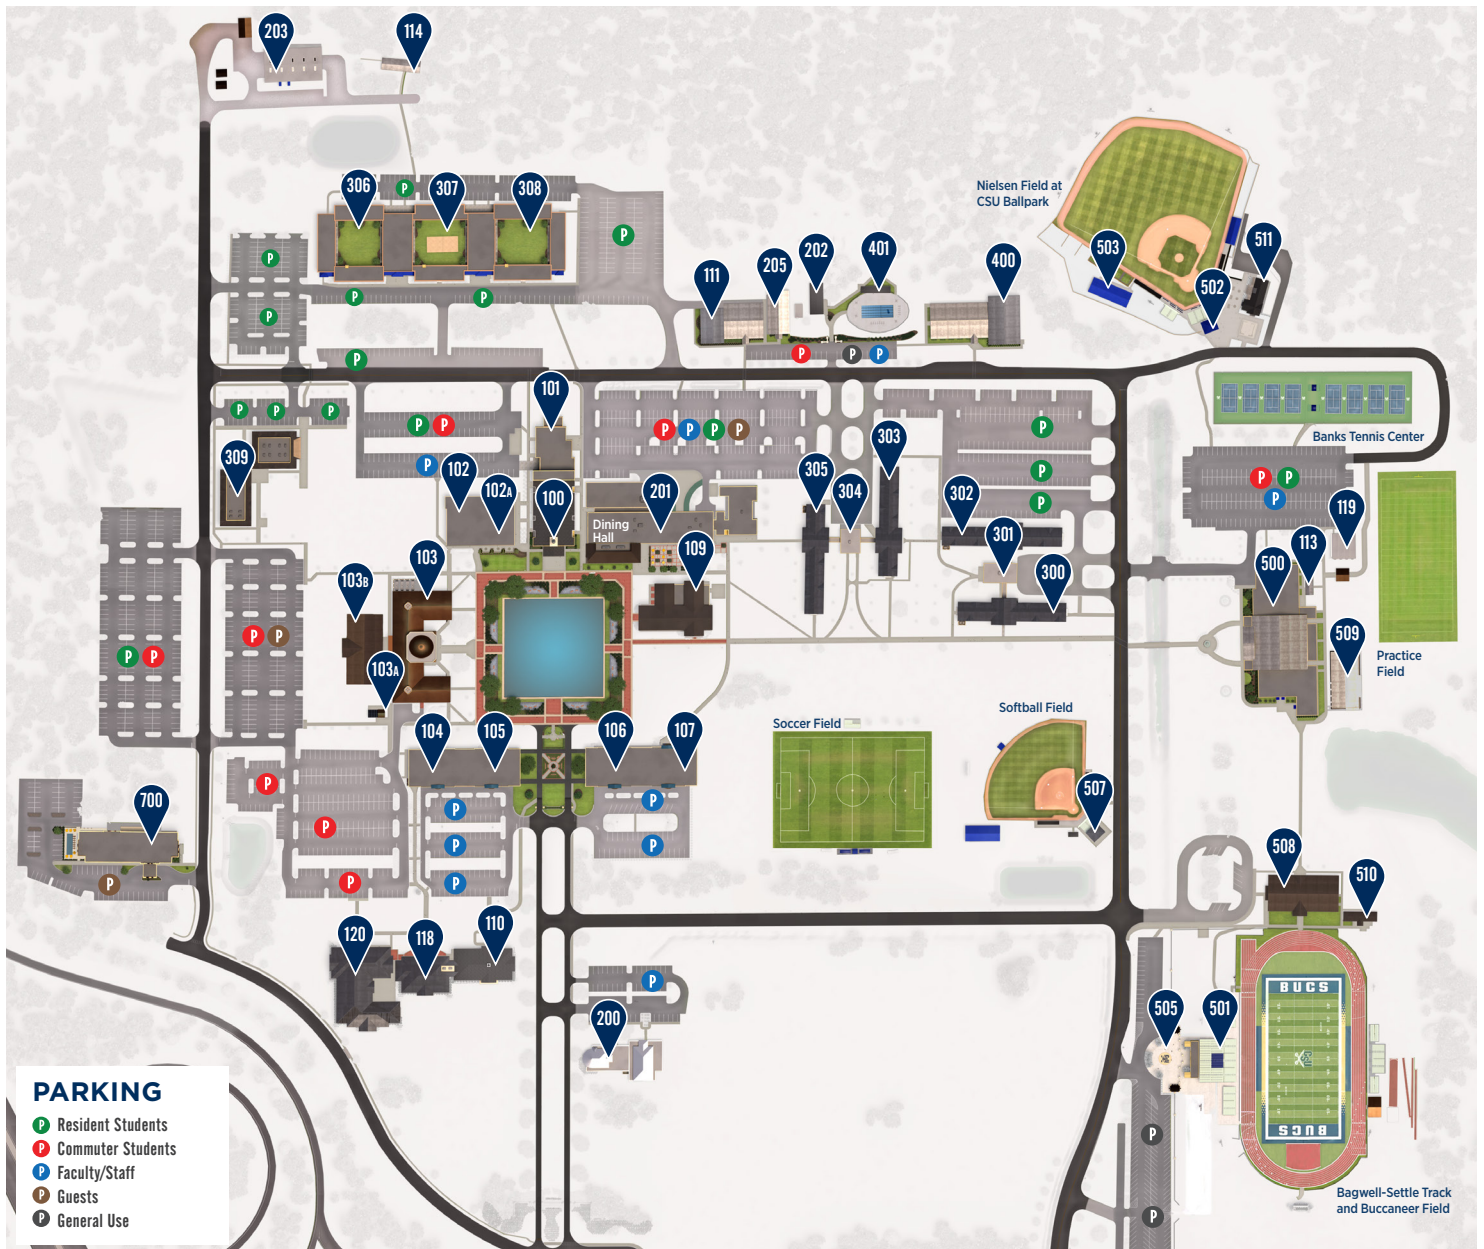 203
114
306
307
308
P
P
P
P
P
P
P
Nielsen Field at
CSU Ballpark
503
511
502
111
205
202
401
400
P
P
P
101
P
P
P
P
P
P
P
P
P
P
P
P
303
Banks Tennis Center
309
102
102A
100
201
Dining
Hall
305
304
302
P
P
P
P
P
119
301
300
109
103
103B
103A
500
113
509
Practice
Field
P
P
P
P
104
105
106
107
Soccer Field
Softball Field
507
P
P
P
P
P
P
P
P
700
P
508
510
120
118
110
P
200
505
501
BUCS
CSU
BUCS
P
P
Bagwell-Settle Track
and Buccaneer Field
PARKING
P Resident Students
P Commuter Students
P Faculty/Staff
P Guests
P General Use